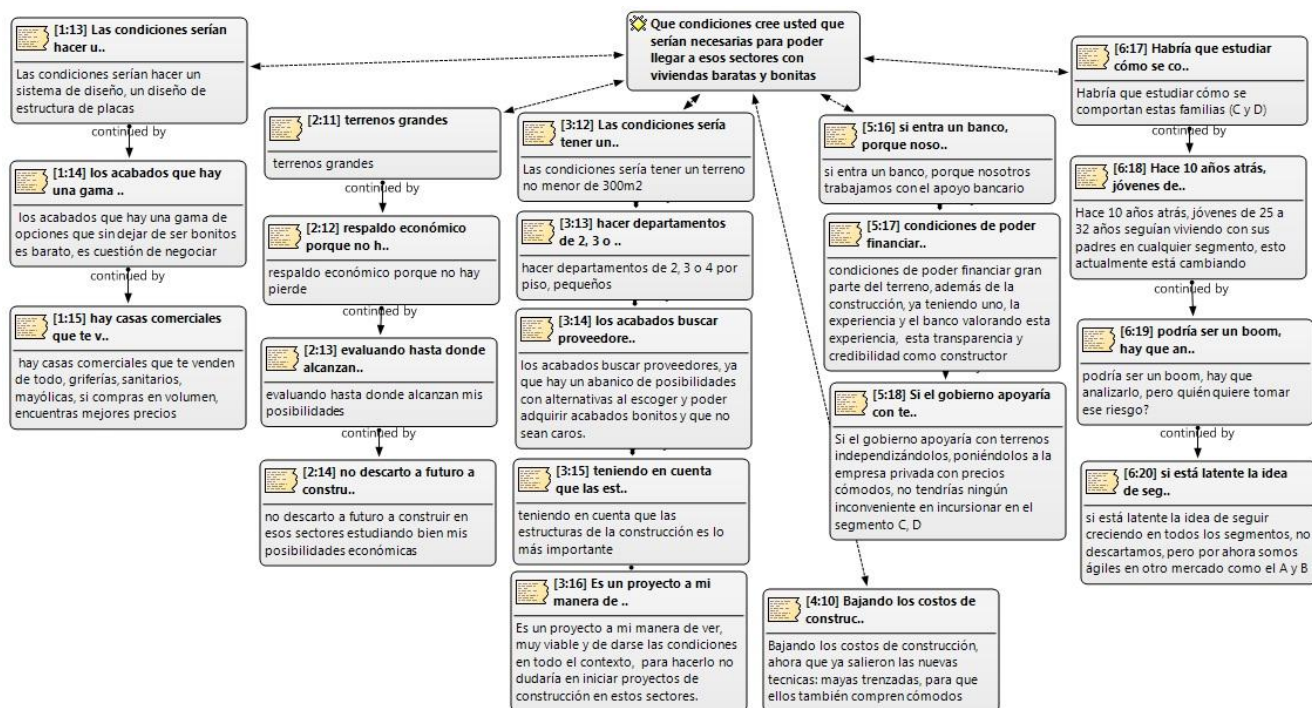 Que condiciones cree usted que
serían necesarias para poder
llegar a esos sectores con
viviendas baratas y bonitas
[1:13] Las condiciones serían
hacer u..
Las condiciones serían hacer un
sistema de diseño, un diseño de
estructura de placas
continued by
[1:14] los acabados que hay
una gama ..
los acabados que hay una gama de
opciones que sin dejar de ser bonitos
es barato, es cuestión de negociar
continued by
[1:15] hay casas comerciales
que te v..
hay casas comerciales que te venden
de todo, griferías, sanitarios,
mayólicas, si compras en volumen,
encuentras mejores precios
[2:11] terrenos grandes
terrenos grandes
continued by
[2:12] respaldo económico
porque no h..
respaldo económico porque no hay
pierde
continued by
[2:13] evaluando hasta donde
alcanzan..
evaluando hasta donde alcanzan mis
posibilidades
continued by
[2:14] no descarto a futuro a
constru..
no descarto a futuro a construir en
esos sectores estudiando bien mis
posibilidades económicas
[3:12] Las condiciones sería
tener un..
Las condiciones sería tener un terreno
no menor de 300m2
[3:13] hacer departamentos
de 2, 3 o ..
hacer departamentos de 2, 3 o 4 por
piso, pequeños
[3:14] los acabados buscar
proveedore..
los acabados buscar proveedores, ya
que hay un abanico de posibilidades
con alternativas al escoger y poder
adquirir acabados bonitos y que no
sean caros.
[3:15] teniendo en cuenta
que las est..
teniendo en cuenta que las
estructuras de la construcción es lo
más importante
[3:16] Es un proyecto a mi
manera de ..
Es un proyecto a mi manera de ver,
muy viable y de darse las condiciones
en todo el contexto, para hacerlo no
dudaría en iniciar proyectos de
construcción en estos sectores.
[4:10] Bajando los costos de
construc..
Bajando los costos de construcción,
ahora que ya salieron las nuevas
tecnicas: mayas trenzadas, para que
ellos también compren cómodos
[5:16] si entra un banco,
porque noso..
si entra un banco, porque nosotros
trabajamos con el apoyo bancario
[5:17] condiciones de poder
financiar..
condiciones de poder financiar gran
parte del terreno, además de la
construcción, ya teniendo uno, la
experiencia y el banco valorando esta
experiencia, esta transparencia y
credibilidad como constructor
[5:18] Si el gobierno apoyaría
con te..
Si el gobierno apoyaría con terrenos
independizándolos, poniéndolos a la
empresa privada con precios
cómodos, no tendrías ningún
inconveniente en incursionar en el
segmento C, D
[6:17] Habría que estudiar
cómo se co..
Habría que estudiar cómo se
comportan estas familias (C y D)
continued by
[6:18] Hace 10 años atrás,
jóvenes de..
Hace 10 años atrás, jóvenes de 25 a
32 años seguían viviendo con sus
padres en cualquier segmento, esto
actualmente está cambiando
continued by
[6:19] podría ser un boom,
hay que an..
podría ser un boom, hay que
analizarlo, pero quién quiere tomar
ese riesgo?
continued by
[6:20] si está latente la idea
de seg..
si está latente la idea de seguir
creciendo en todos los segmentos, no
descartamos, pero por ahora somos
ágiles en otro mercado como el A y B